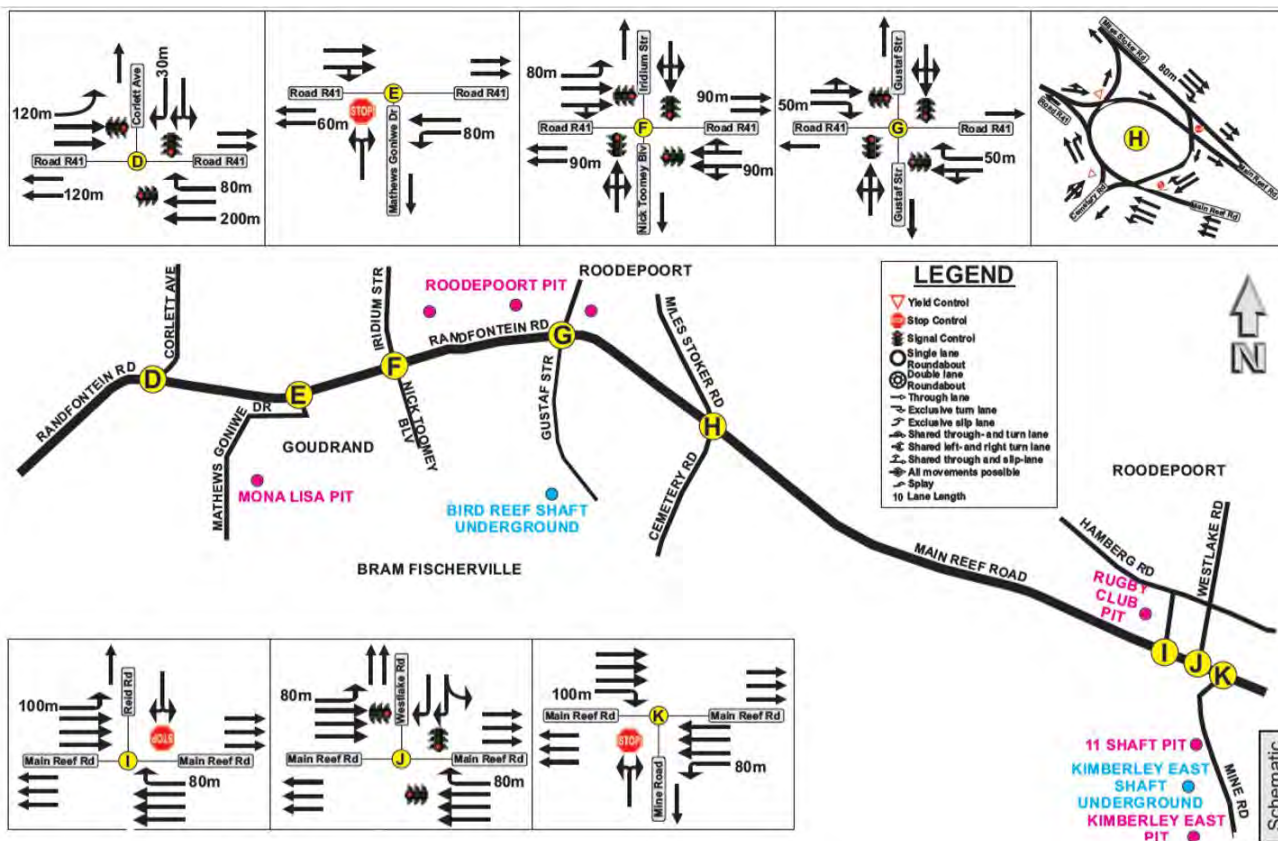 Corlett Ave
30m
120m
Road R41
D
Road R41
120m
80m
200m
Road R41
E
Road R41
STOP!
60m
Mathews Goniwe Dr
80m
80m
Iridium Str
90m
Road R41
F
Road R41
90m
Nick Toomey Blv
90m
Gustaf Str
50m
Road R41
G
Road R41
Gustaf Str
50m
Miles Stoker Rd
80m
Road R41
H
Main Reef Rd
Cemetery Rd
Main Reef Rd
RANDFONTEIN RD
D
CORLETT AVE
MATHEWS GONIWE DR
E
GOUDRAND
MONA LISA PIT
IRIDIUM STR
F
NICK TOOMEY
BLV
ROODEPOORT PIT
RANDFONTEIN RD
ROODEPOORT
G
GUSTAF STR
BIRD REEF SHAFT
UNDERGROUND
BRAM FISCHERVILLE
MILES STOKER RD
H
CEMETERY RD
LEGEND
Yield Control
STOP
Stop Control
Signal Control
Single lane
Roundabout
Double lane
Roundabout
Through lane
Exclusive turn lane
Exclusive slip lane
Shared through- and turn lane
Shared left- and right turn lane
Shared through and slip-lane
All movements possible
Splay
10 Lane Length
N
ROODEPOORT
MAIN REEF ROAD
HAMBERG RD
WESTLAKE RD
RUGBY
CLUB
PIT
I
J
K
11 SHAFT PIT
KIMBERLEY EAST
SHAFT
UNDERGROUND
KIMBERLEY EAST
PIT
MINE RD
Schematic
100m
Reid Rd
STOP!
Main Reef Rd
I
Main Reef Rd
80m
80m
Westlake Rd
Main Reef Rd
J
Main Reef Rd
80m
100m
Main Reef Rd
K
Main Reef Rd
STOP!
Mine Road
80m